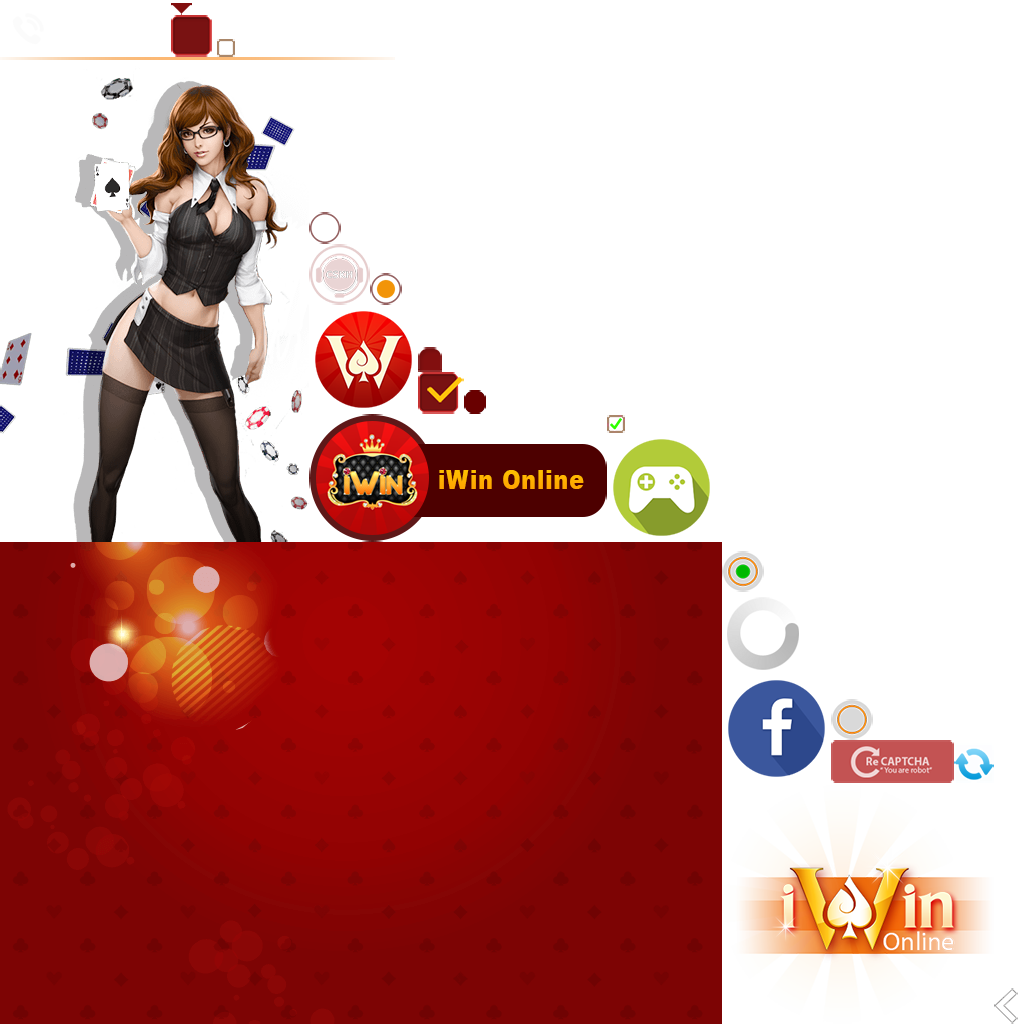 iWiN
iWin Online
Re CAPTCHA
"You are robot"
iWin
Online